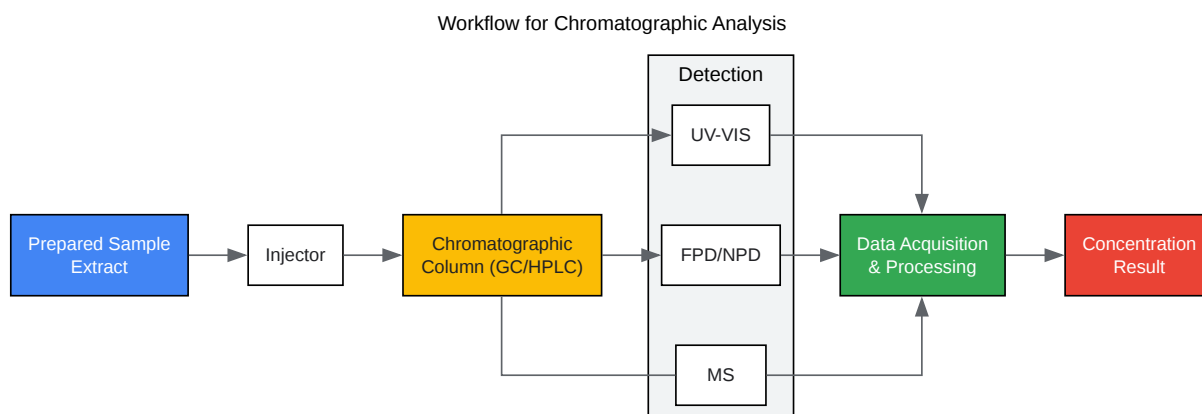 Workflow for Chromatographic Analysis
Detection
UV-VIS
Prepared Sample
Extract
Injector
Chromatographic
Column (GC/HPLC)
FPD/NPD
Data Acquisition
& Processing
Concentration
Result
MS